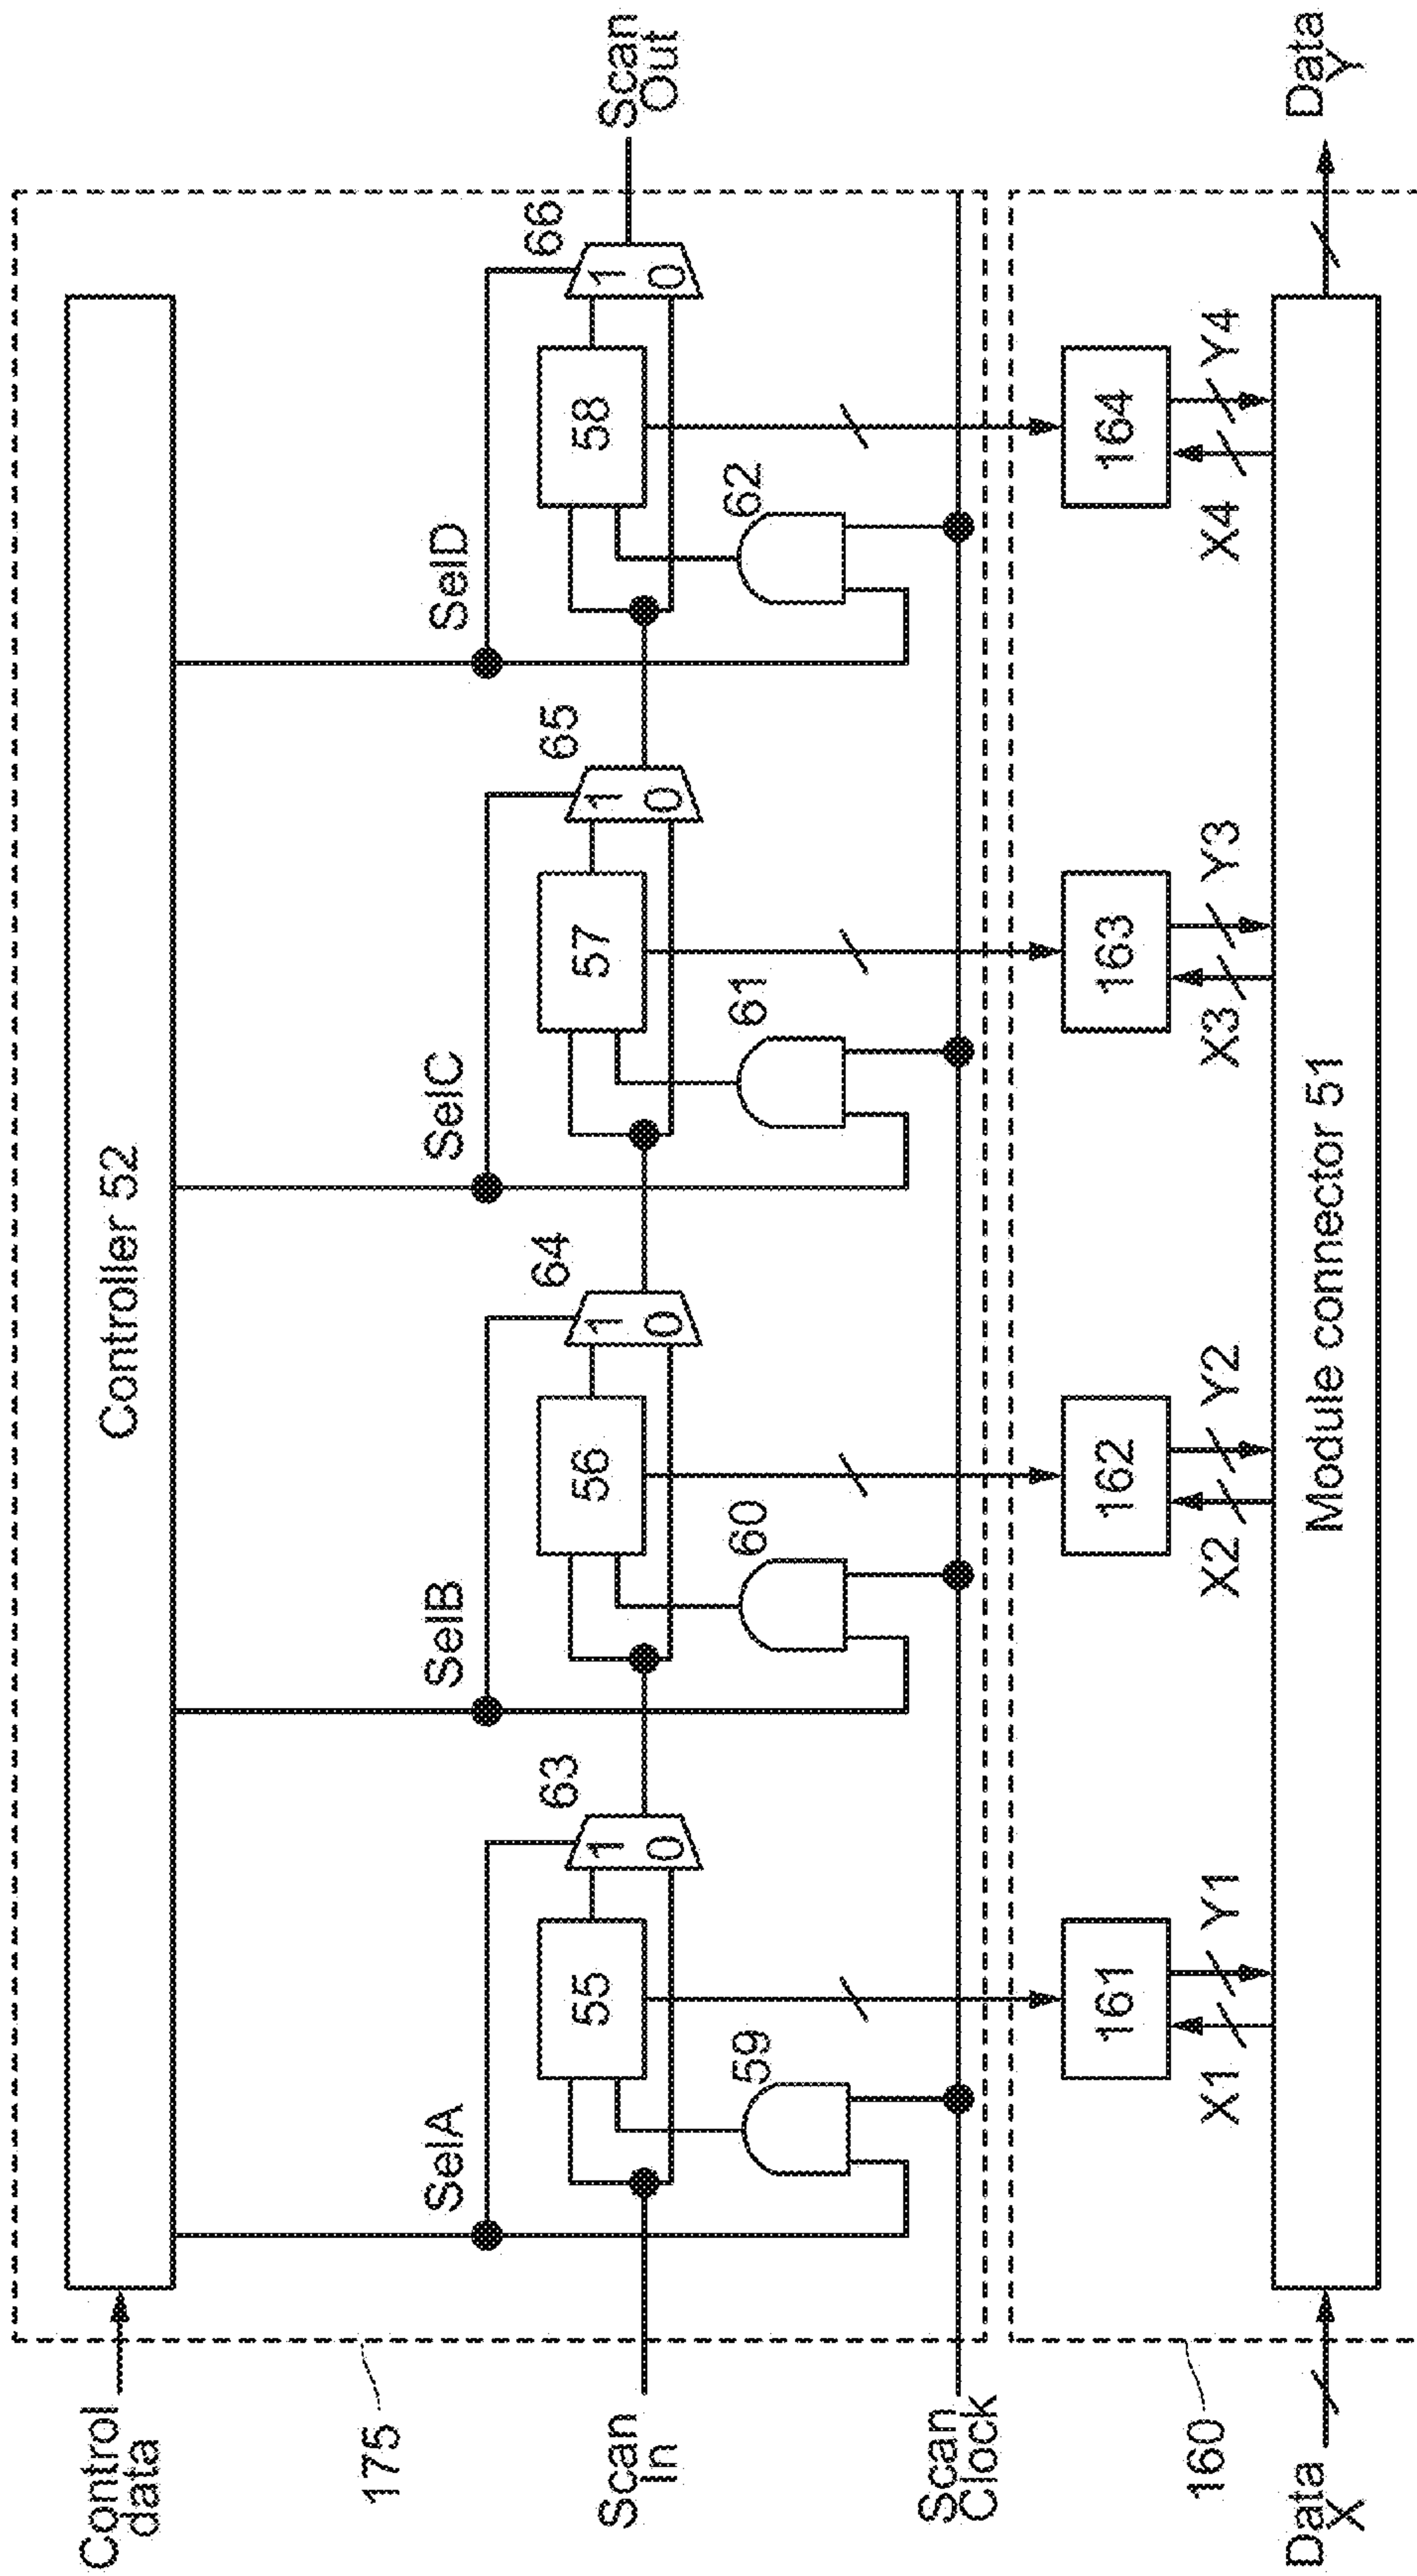 Control
data
Controller 52
175
SelA
SelB
SelC
SelD
63
64
65
66
1
0
1
0
1
0
1
0
Scan
In
55
56
57
58
Scan
Out
59
60
61
62
Scan
Clock
160
161
162
163
164
X1
Y1
X2
Y2
X3
Y3
X4
Y4
Data
X
Module connector 51
Data
Y